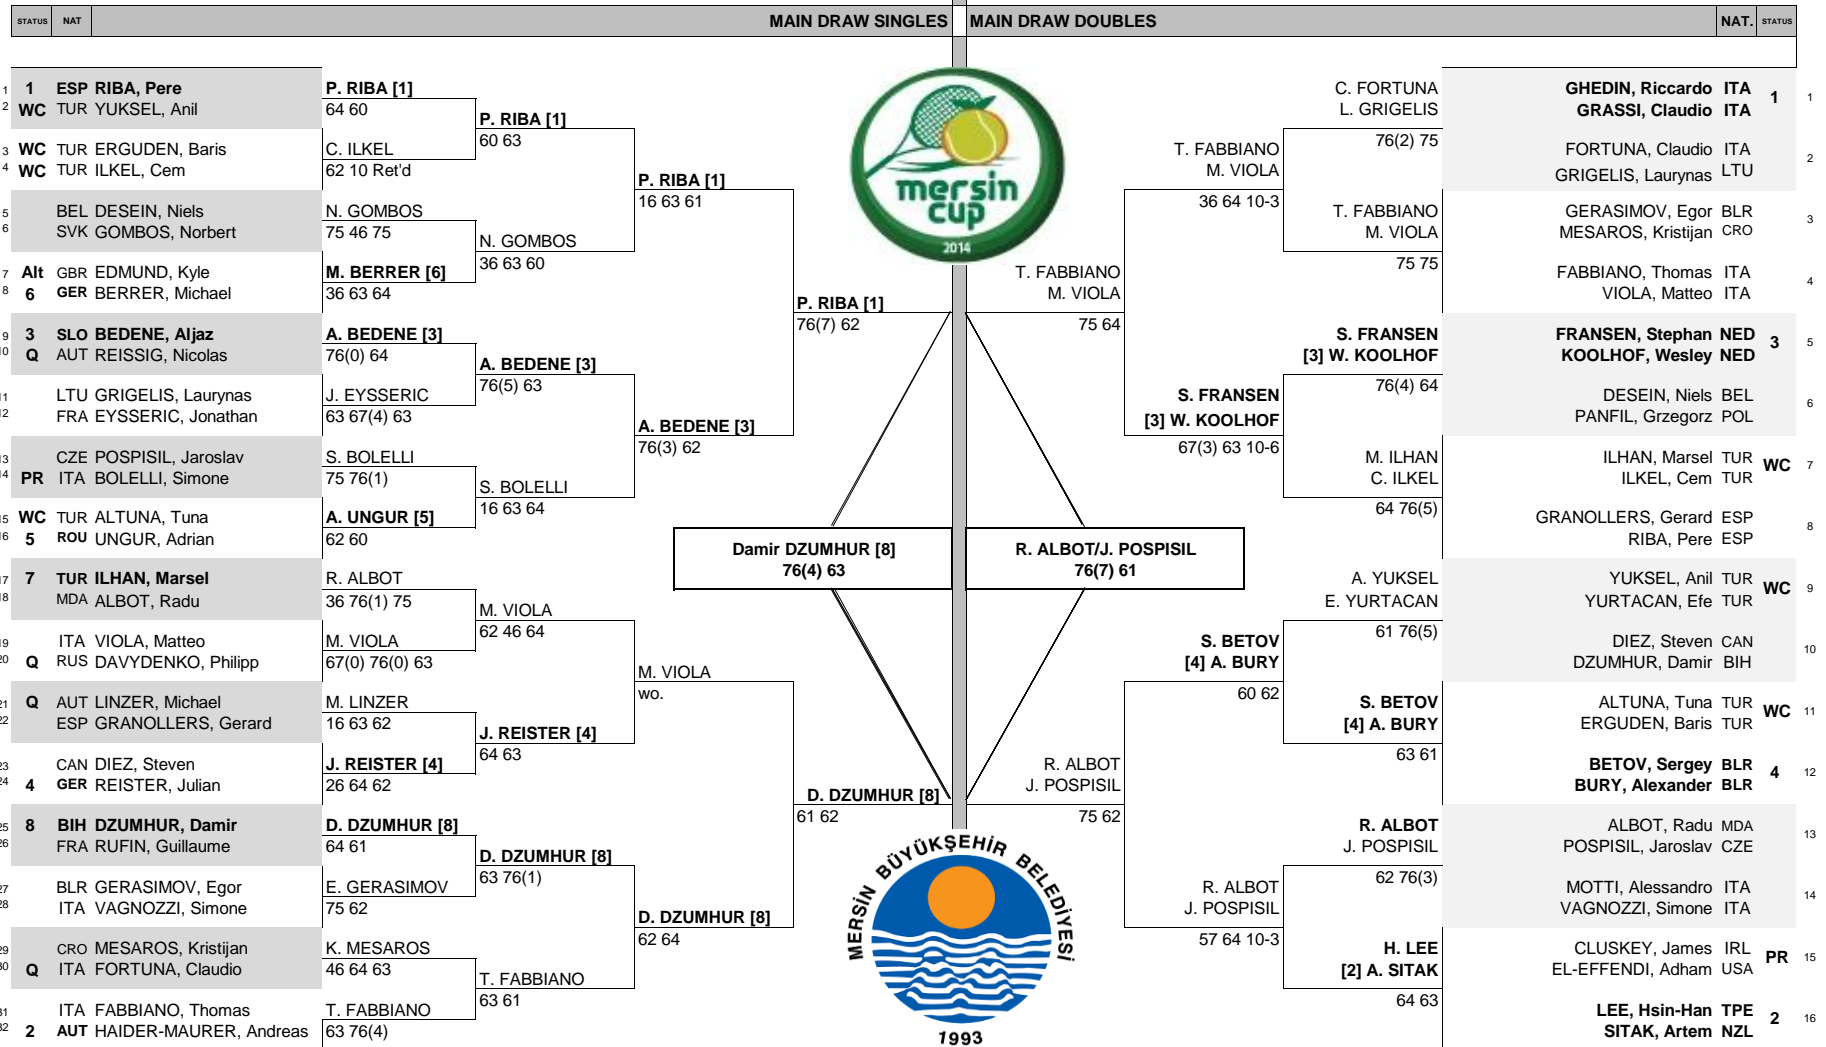 STATUS NAT MAIN DRAW SINGLES MAIN DRAW DOUBLES NAT. STATUS
1 1 ESP RIBA, Pere
2 WC TUR YUKSEL, Anil
3 WC TUR ERGUDEN, Baris
4 WC TUR ILKEL, Cem
5 BEL DESEIN, Niels
6 SVK GOMBOS, Norbert
7 Alt GBR EDMUND, Kyle
8 6 GER BERRER, Michael
9 3 SLO BEDENE, Aljaz
10 Q AUT REISSIG, Nicolas
11 LTU GRIGELIS, Laurynas
12 FRA EYSSERIC, Jonathan
13 CZE POSPISIL, Jaroslav
14 PR ITA BOLELLI, Simone
15 WC TUR ALTUNA, Tuna
16 5 ROU UNGUR, Adrian
17 7 TUR ILHAN, Marsel
18 MDA ALBOT, Radu
19 ITA VIOLA, Matteo
20 Q RUS DAVYDENKO, Philipp
21 Q AUT LINZER, Michael
22 ESP GRANOLLERS, Gerard
23 CAN DIEZ, Steven
24 4 GER REISTER, Julian
25 8 BIH DZUMHUR, Damir
26 FRA RUFIN, Guillaume
27 BLR GERASIMOV, Egor
28 ITA VAGNOZZI, Simone
29 CRO MESAROS, Kristijan
30 Q ITA FORTUNA, Claudio
31 ITA FABBIANO, Thomas
32 2 AUT HAIDER-MAURER, Andreas
P. RIBA [1]
64 60
C. ILKEL
62 10 Ret'd
N. GOMBOS
75 46 75
M. BERRER [6]
36 63 64
A. BEDENE [3]
76(0) 64
J. EYSSERIC
63 67(4) 63
S. BOLELLI
75 76(1)
A. UNGUR [5]
62 60
R. ALBOT
36 76(1) 75
M. VIOLA
67(0) 76(0) 63
M. LINZER
16 63 62
J. REISTER [4]
26 64 62
D. DZUMHUR [8]
64 61
E. GERASIMOV
75 62
K. MESAROS
46 64 63
T. FABBIANO
63 76(4)
P. RIBA [1]
60 63
N. GOMBOS
36 63 60
A. BEDENE [3]
76(5) 63
S. BOLELLI
16 63 64
M. VIOLA
62 46 64
J. REISTER [4]
64 63
D. DZUMHUR [8]
63 76(1)
T. FABBIANO
63 61
P. RIBA [1]
16 63 61
A. BEDENE [3]
76(3) 62
M. VIOLA
wo.
D. DZUMHUR [8]
62 64
P. RIBA [1]
76(7) 62
D. DZUMHUR [8]
61 62
mersin
cup
2014
Damir DZUMHUR [8]
76(4) 63
R. ALBOT/J. POSPISIL
76(7) 61
MERSİN BÜYÜKŞEHİR BELEDİYESİ
1993
T. FABBIANO
M. VIOLA
75 64
R. ALBOT
J. POSPISIL
75 62
T. FABBIANO
M. VIOLA
36 64 10-3
S. FRANSEN
[3] W. KOOLHOF
67(3) 63 10-6
S. BETOV
[4] A. BURY
60 62
R. ALBOT
J. POSPISIL
57 64 10-3
C. FORTUNA
L. GRIGELIS
76(2) 75
T. FABBIANO
M. VIOLA
75 75
S. FRANSEN
[3] W. KOOLHOF
76(4) 64
M. ILHAN
C. ILKEL
64 76(5)
A. YUKSEL
E. YURTACAN
61 76(5)
S. BETOV
[4] A. BURY
63 61
R. ALBOT
J. POSPISIL
62 76(3)
H. LEE
[2] A. SITAK
64 63
GHEDIN, Riccardo ITA
GRASSI, Claudio ITA
1 1
FORTUNA, Claudio ITA
GRIGELIS, Laurynas LTU
2
GERASIMOV, Egor BLR
MESAROS, Kristijan CRO
3
FABBIANO, Thomas ITA
VIOLA, Matteo ITA
4
FRANSEN, Stephan NED
KOOLHOF, Wesley NED
3 5
DESEIN, Niels BEL
PANFIL, Grzegorz POL
6
ILHAN, Marsel TUR
ILKEL, Cem TUR
WC 7
GRANOLLERS, Gerard ESP
RIBA, Pere ESP
8
YUKSEL, Anil TUR
YURTACAN, Efe TUR
WC 9
DIEZ, Steven CAN
DZUMHUR, Damir BIH
10
ALTUNA, Tuna TUR
ERGUDEN, Baris TUR
WC 11
BETOV, Sergey BLR
BURY, Alexander BLR
4 12
ALBOT, Radu MDA
POSPISIL, Jaroslav CZE
13
MOTTI, Alessandro ITA
VAGNOZZI, Simone ITA
14
CLUSKEY, James IRL
EL-EFFENDI, Adham USA
PR 15
LEE, Hsin-Han TPE
SITAK, Artem NZL
2 16